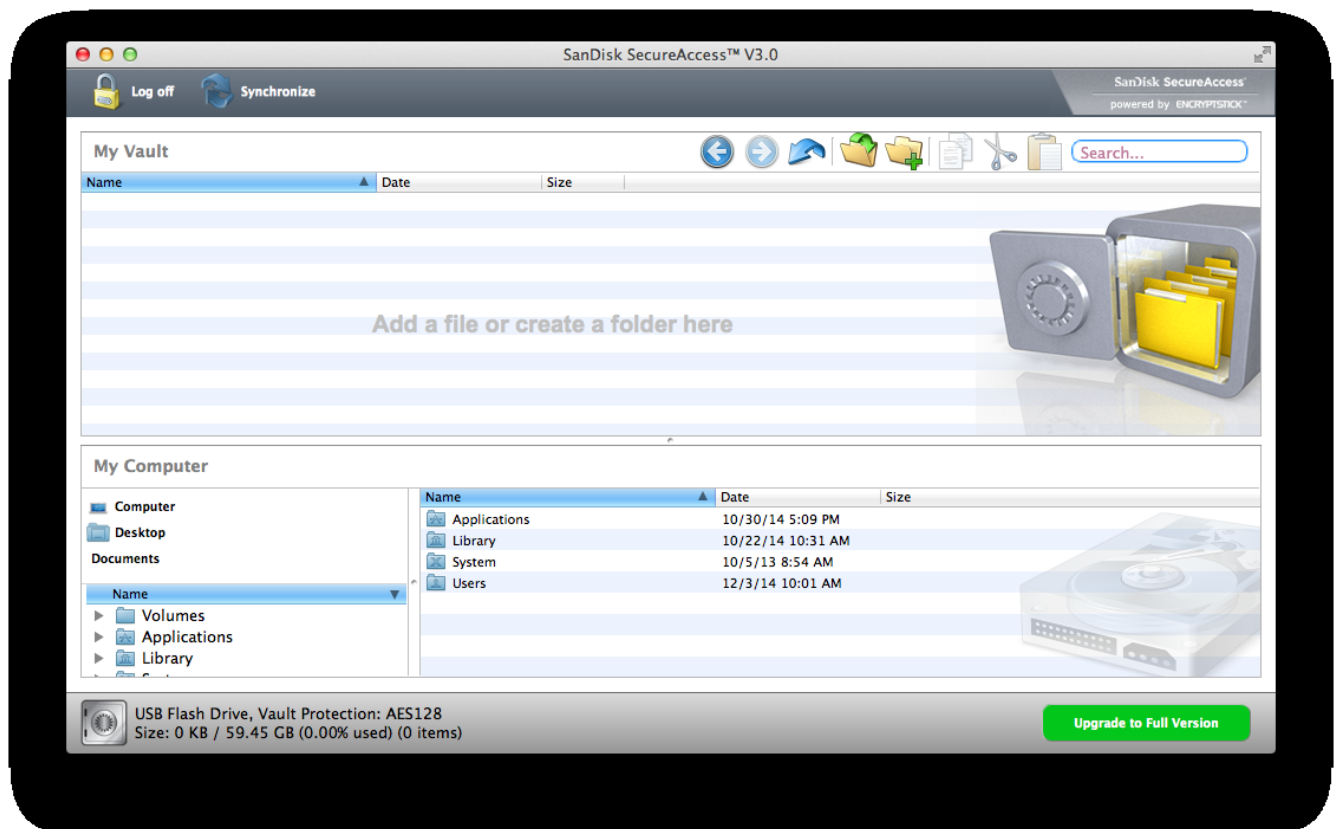 SanDisk SecureAccess™ V3.0
Log off
Synchronize
SanDisk SecureAccess™
powered by ENCRYPTSTICK™
My Vault
Search...
Name Date Size
Add a file or create a folder here
My Computer
Computer
Desktop
Documents
Name
Volumes
Applications
Library
Name Date Size
Applications 10/30/14 5:09 PM
Library 10/22/14 10:31 AM
System 10/5/13 8:54 AM
Users 12/3/14 10:01 AM
USB Flash Drive, Vault Protection: AES128
Size: 0 KB / 59.45 GB (0.00% used) (0 items)
Upgrade to Full Version